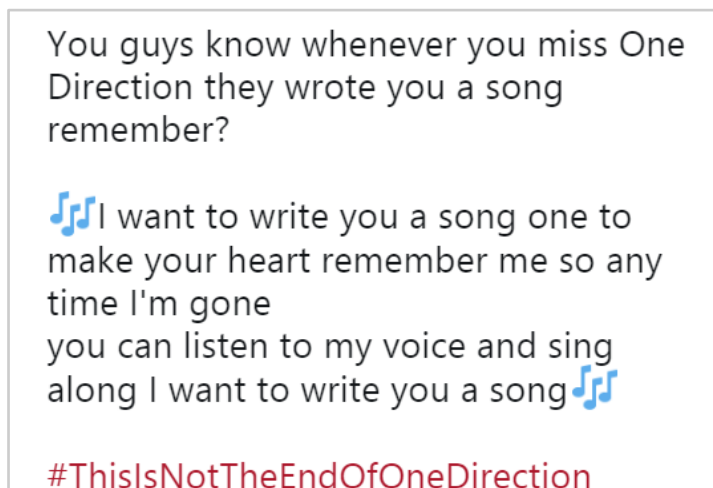 You guys know whenever you miss One
Direction they wrote you a song
remember?
🎶I want to write you a song one to
make your heart remember me so any
time I'm gone
you can listen to my voice and sing
along I want to write you a song🎶
#ThisIsNotTheEndOfOneDirection